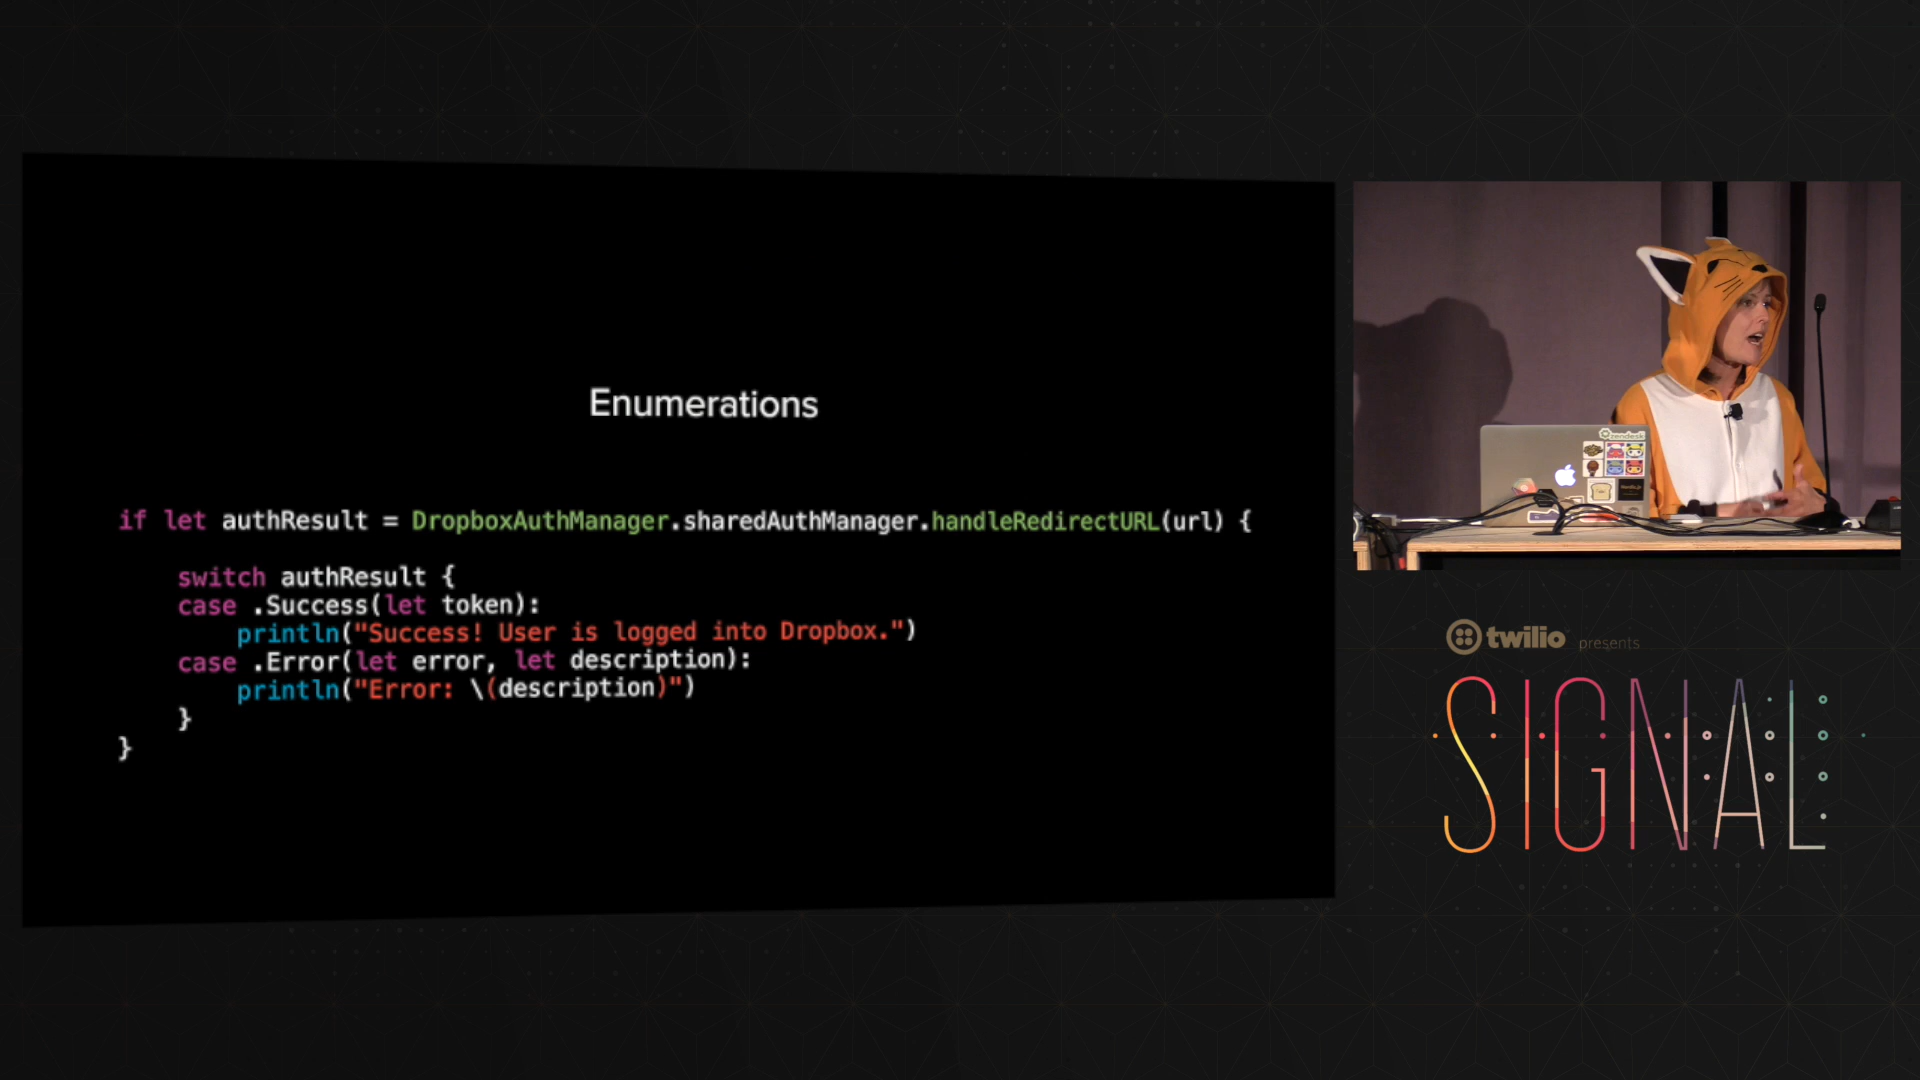 Enumerations
if let authResult = DropboxAuthManager.sharedAuthManager.handleRedirectURL(url) {
switch authResult {
case .Success(let token):
println("Success! User is logged into Dropbox.")
case .Error(let error, let description):
println("Error: \(description)")
}
}
zendesk
twilio presents
SIGNAL